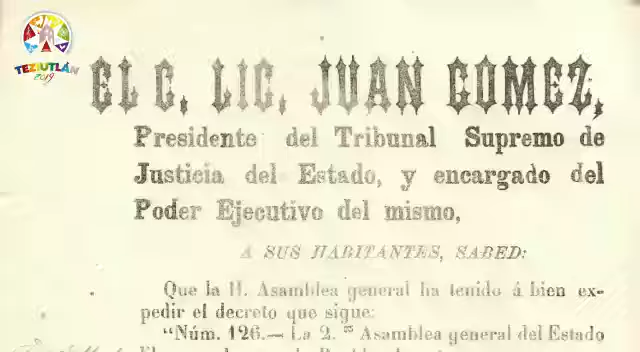 TEZIUTLÁN
2019
EL C. LIC. JUAN GOMEZ,
Presidente del Tribunal Supremo de
Justicia del Estado, y encargado del
Poder Ejecutivo del mismo,
A SUS HABITANTES, SABED:
Que la H. Asamblea general ha tenido á bien ex-
pedir el decreto que sigue:
"Núm. 126.— La 2. ᵃ Asamblea general del Estado